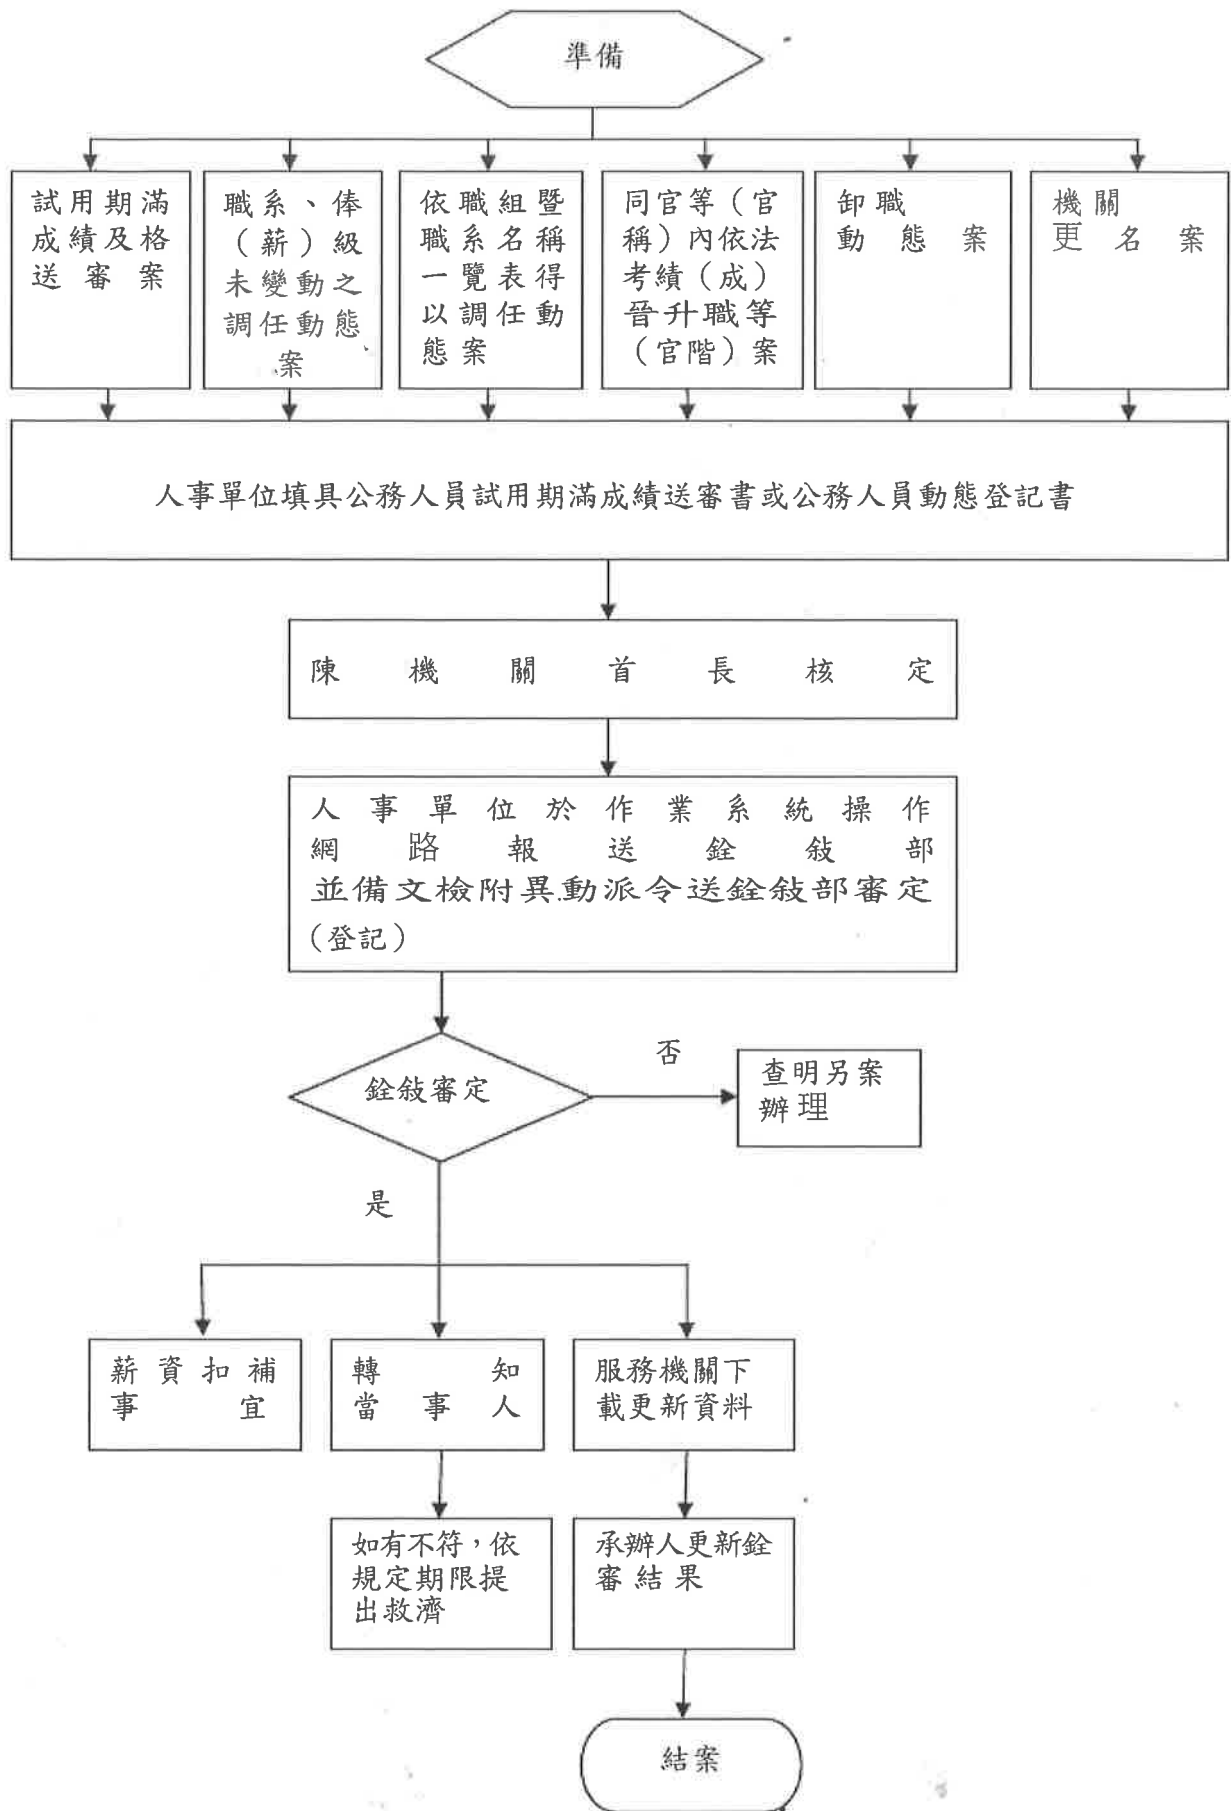 準備
試用期滿
成績及格
送審案
職系、俸
（薪）級
未變動之
調任動態
案
依職組暨
職系名稱
一覽表得
以調任動
態案
同官等（官
稱）內依法
考績（成）
晉升職等
（官階）案
卸職
動態案
機關
更名案
人事單位填具公務人員試用期滿成績送審書或公務人員動態登記書
陳機關首長核定
人事單位於作業系統操作
網路報送銓敍部
並備文檢附異動派令送銓敍部審定
(登記)
銓敍審定
否
查明另案
辦理
是
薪資扣補
事宜
轉知
當事人
服務機關下
載更新資料
如有不符，依
規定期限提
出救濟
承辦人更新銓
審結果
結案